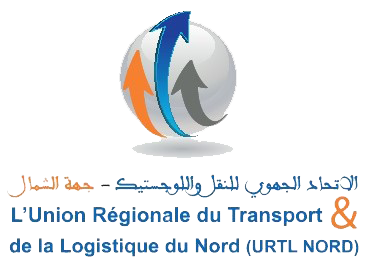 الاتحاد الجهوي للنقل واللوجستيك - جهة الشمال
L'Union Régionale du Transport &
de la Logistique du Nord (URTL NORD)